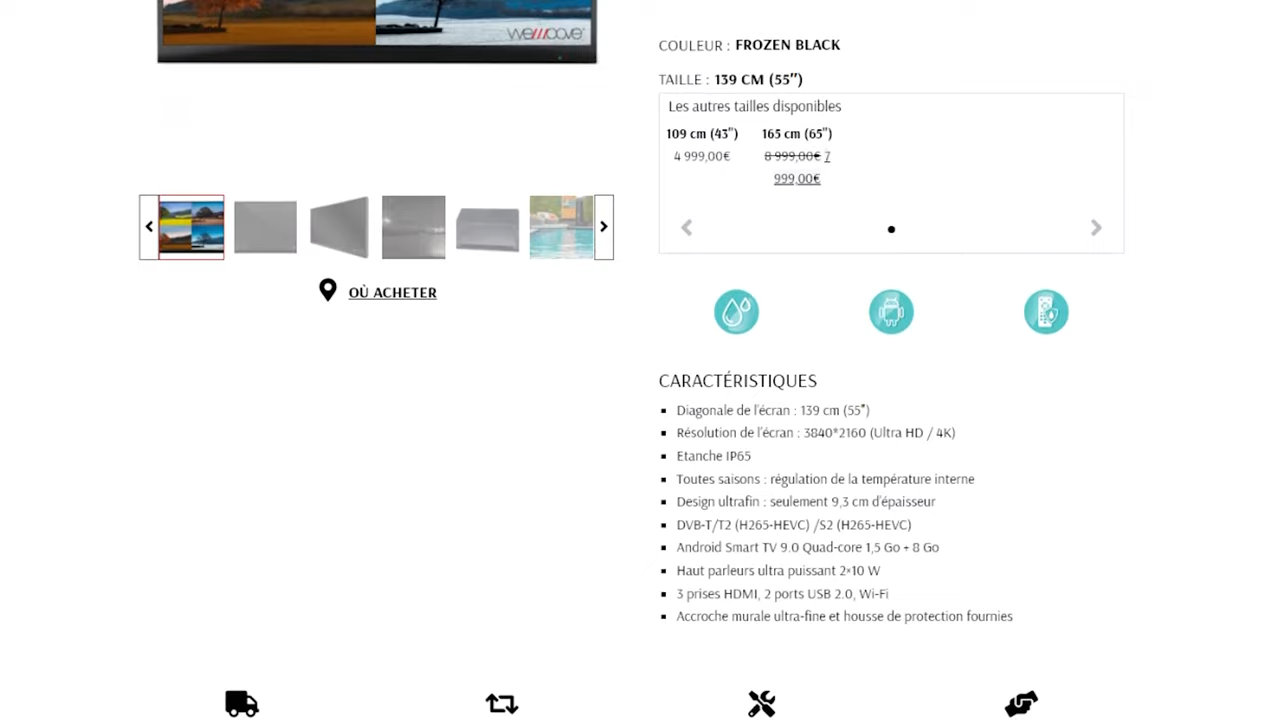 wemoove
COULEUR : FROZEN BLACK
TAILLE : 139 CM (55″)
Les autres tailles disponibles
109 cm (43″) 165 cm (65″)
4 999,00€ 8 999,00€ 7
999,00€
OÙ ACHETER
CARACTÉRISTIQUES
Diagonale de l'écran : 139 cm (55″)
Résolution de l'écran : 3840*2160 (Ultra HD / 4K)
Etanche IP65
Toutes saisons : régulation de la température interne
Design ultrafin : seulement 9,3 cm d'épaisseur
DVB-T/T2 (H265-HEVC) /S2 (H265-HEVC)
Android Smart TV 9.0 Quad-core 1,5 Go + 8 Go
Haut parleurs ultra puissant 2×10 W
3 prises HDMI, 2 ports USB 2.0, Wi-Fi
Accroche murale ultra-fine et housse de protection fournies